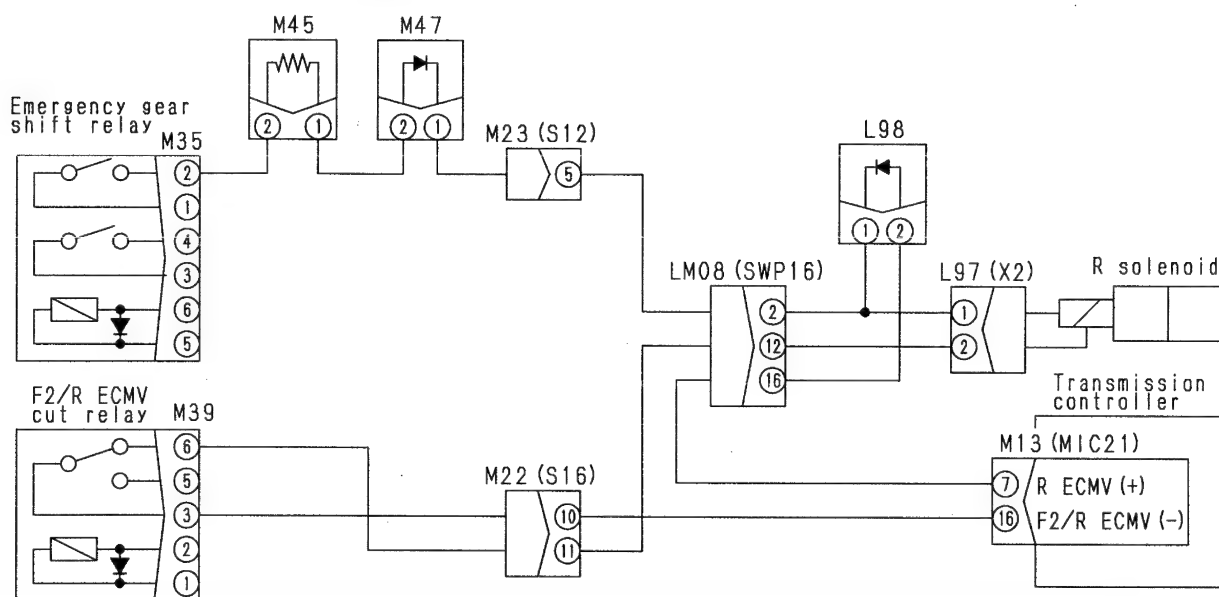 M45
M47
Emergency gear
shift relay
M35
2
1
2
1
M23 (S12)
L98
2
5
1
4
1
2
3
LM08 (SWP16)
L97 (X2)
R solenoid
6
2
1
5
12
2
16
F2/R ECMV
cut relay
M39
Transmission
controller
6
M13 (MIC21)
5
M22 (S16)
7
R ECMV (+)
3
10
16
F2/R ECMV (-)
2
11
1